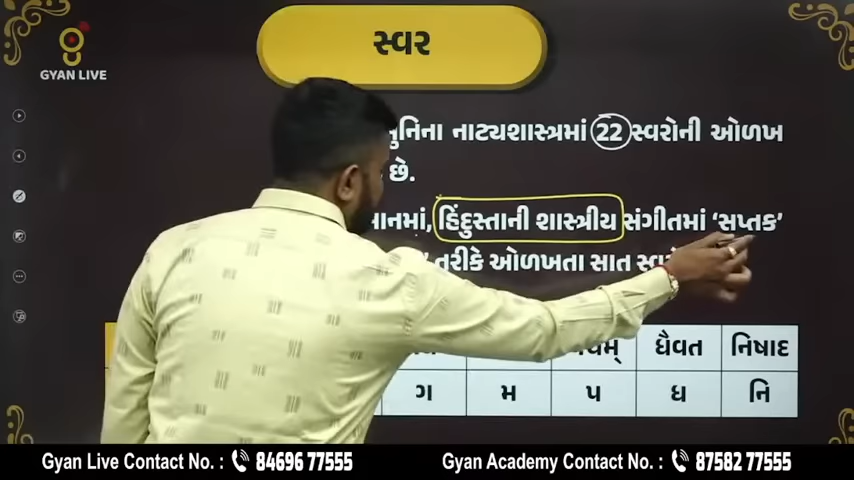 સ્વર
GYAN LIVE
નાટ્યશાસ્ત્રમાં 22 સ્વરોની ઓળખ
છે.
હિંદુસ્તાની શાસ્ત્રીય સંગીતમાં ‘સપ્તક’
તરીકે ઓળખતા સાત
ધૈવત નિષાદ
ગ મ પ ધ નિ
Gyan Live Contact No. : 84696 77555 Gyan Academy Contact No. : 87582 77555